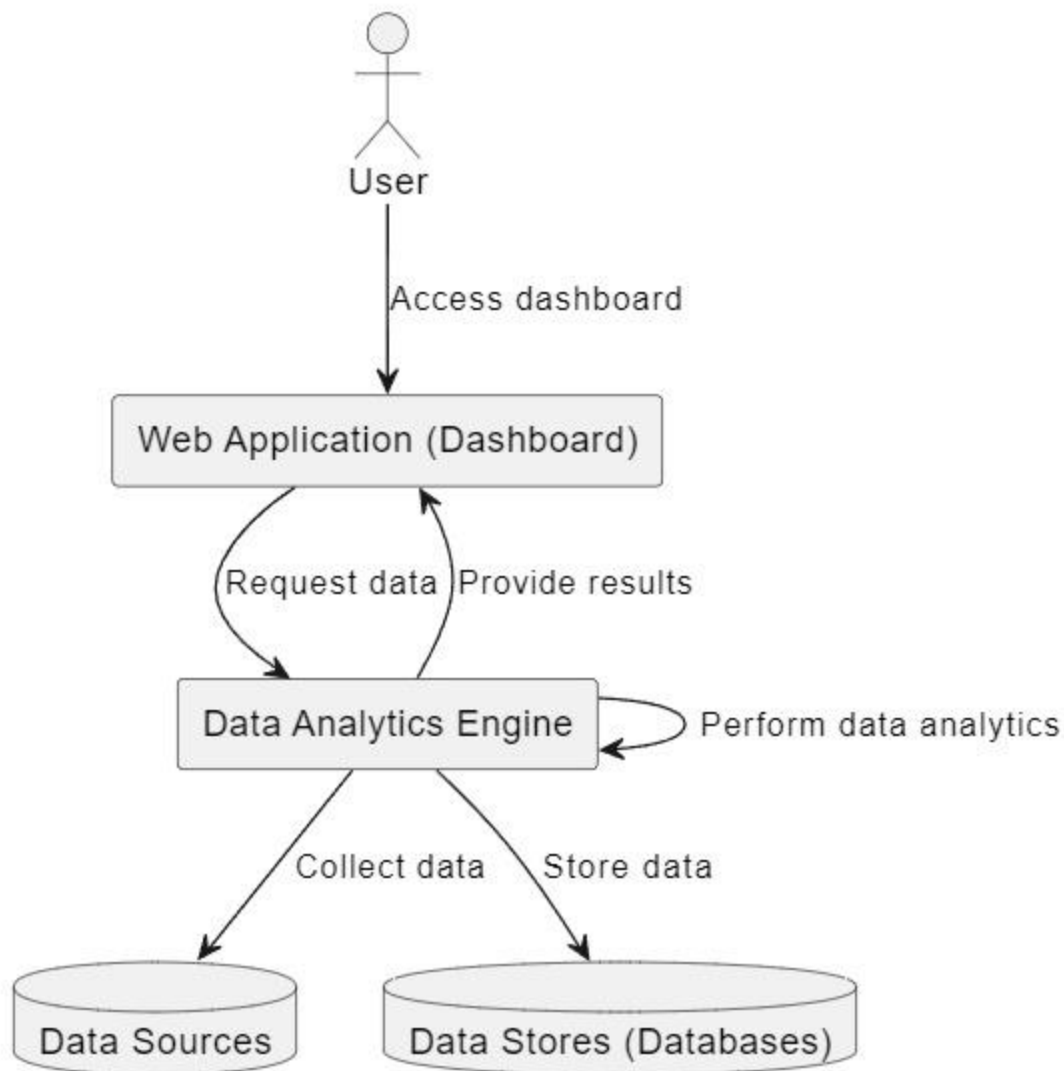 User
Access dashboard
Web Application (Dashboard)
Request data
Provide results
Data Analytics Engine
Perform data analytics
Collect data
Store data
Data Sources
Data Stores (Databases)